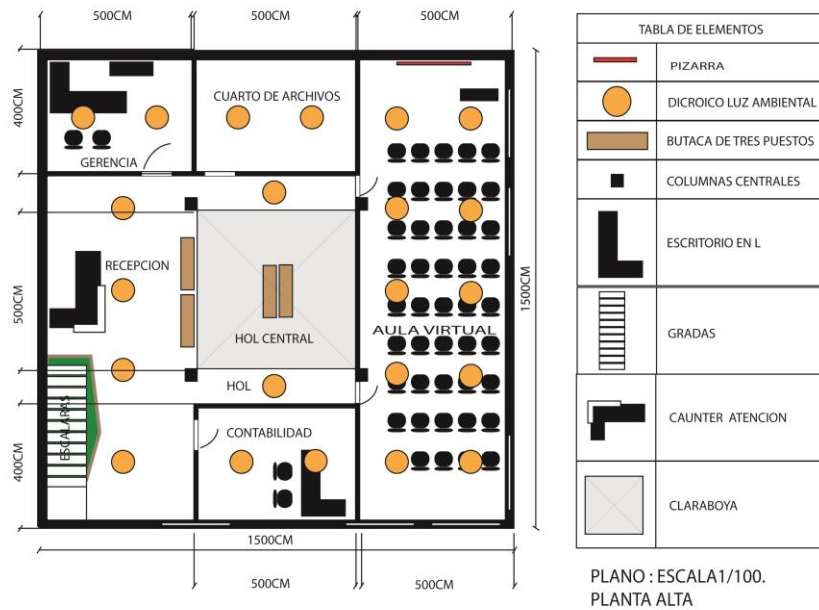 500CM
500CM
500CM
400CM
500CM
400CM
1500CM
1500CM
500CM
500CM
CUARTO DE ARCHIVOS
GERENCIA
RECEPCION
HOL CENTRAL
AULA VIRTUAL
HOL
ESCALARAS
CONTABILIDAD
TABLA DE ELEMENTOS
PIZARRA
DICROICO LUZ AMBIENTAL
BUTACA DE TRES PUESTOS
COLUMNAS CENTRALES
ESCRITORIO EN L
GRADAS
CAUNTER ATENCION
CLARABOYA
PLANO : ESCALA1/100.
PLANTA ALTA